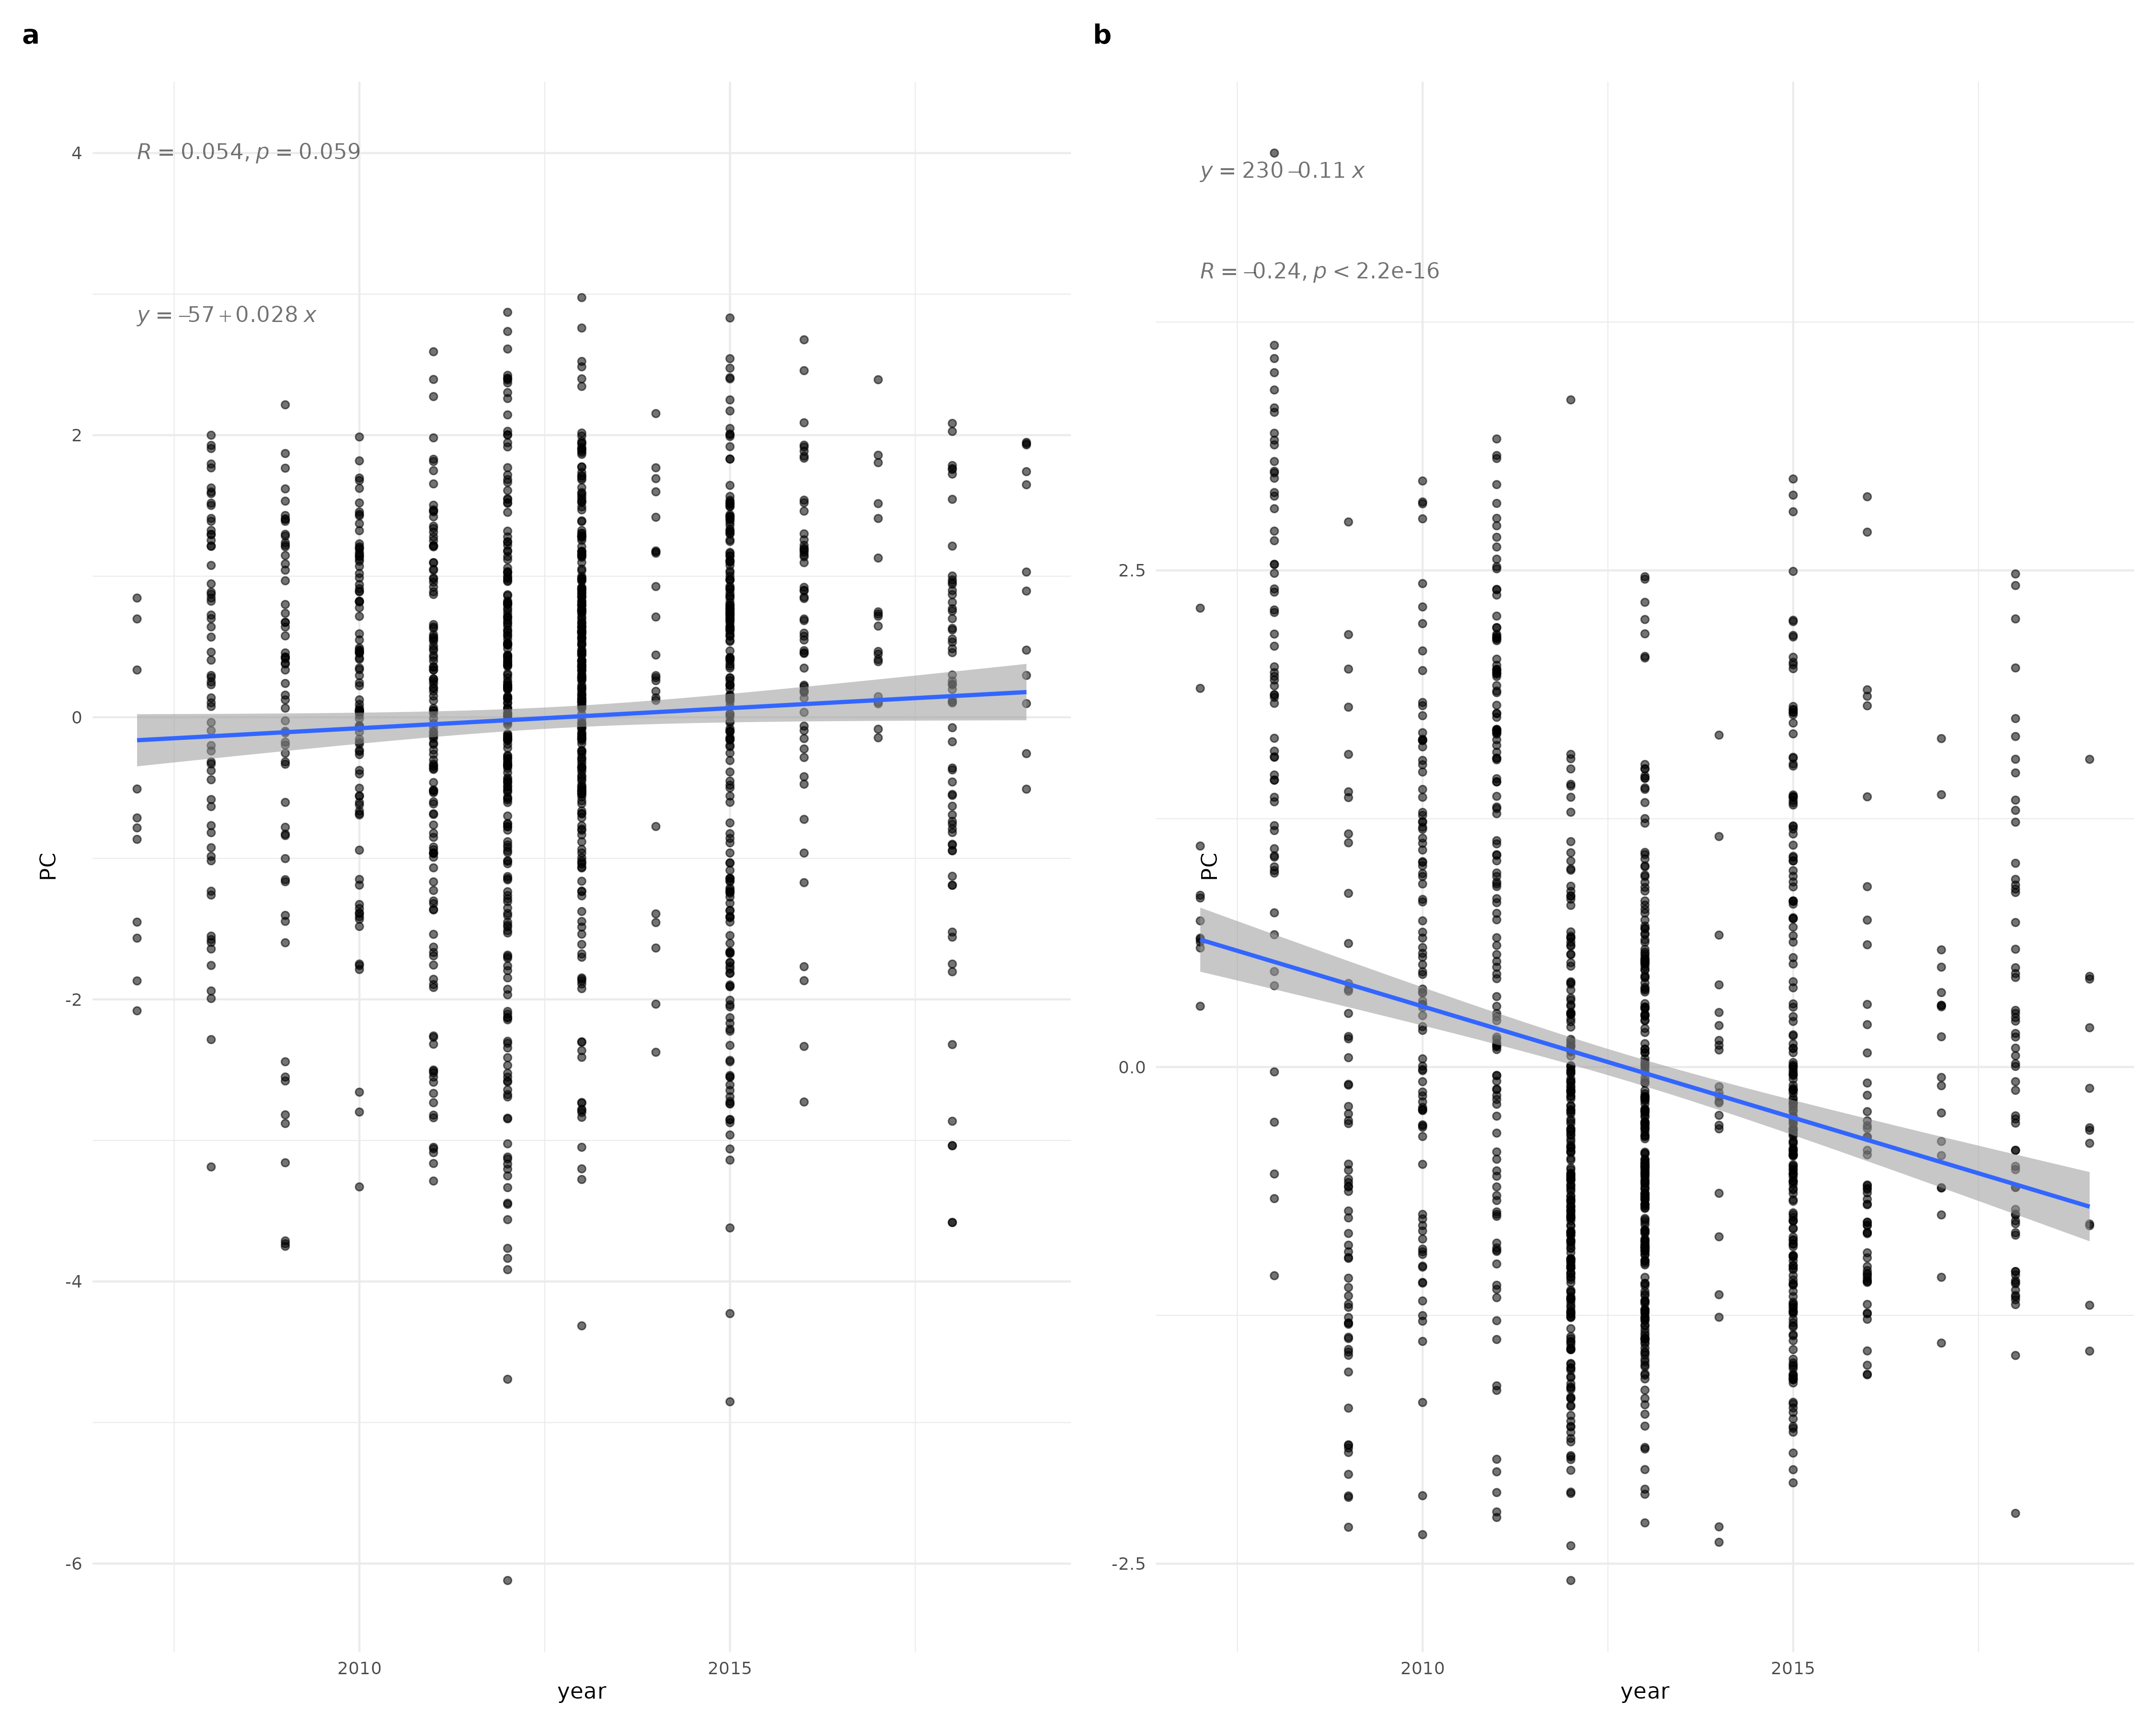 a
R = 0.054, p = 0.059
y = –57 + 0.028 x
4
2
0
-2
-4
-6
PC
2010
2015
year
b
y = 230 –0.11 x
R = –0.24, p < 2.2e-16
2.5
0.0
-2.5
PC
2010
2015
year